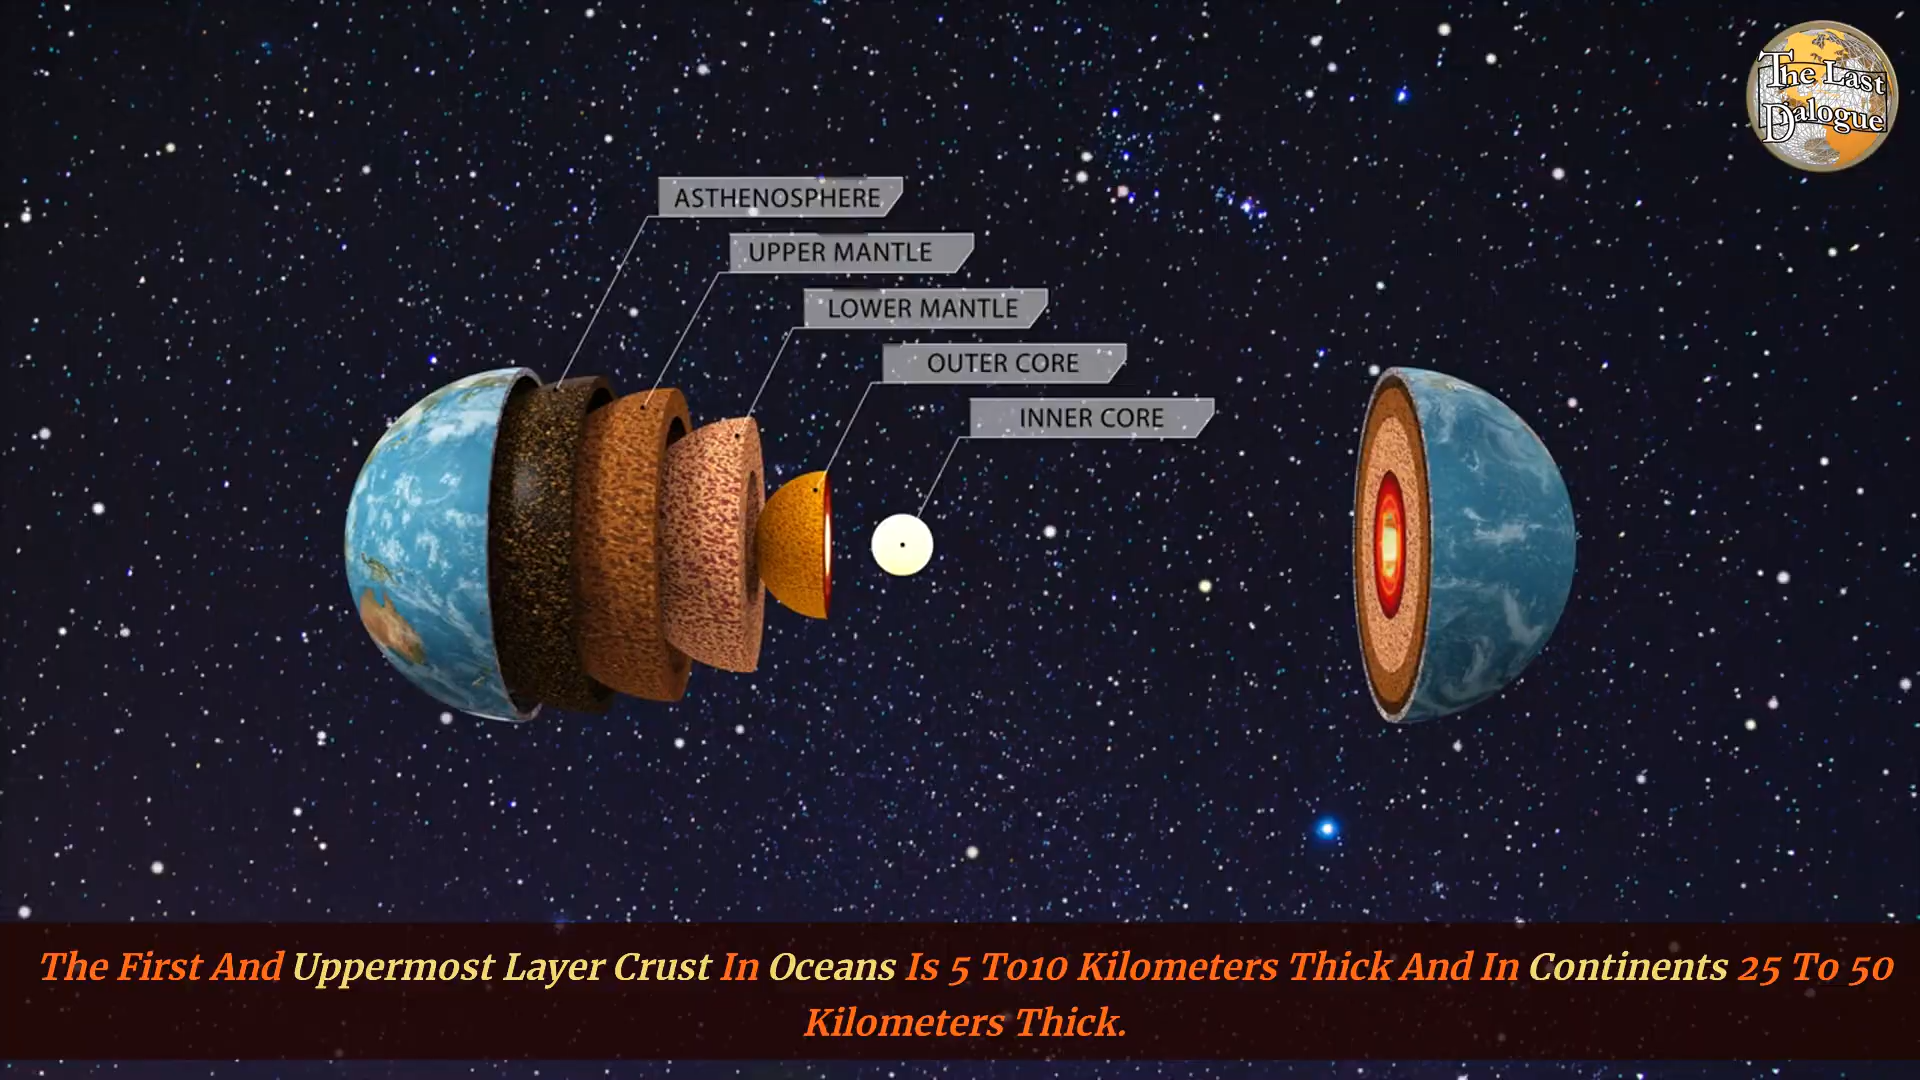 The Last
Dialogue
ASTHENOSPHERE
UPPER MANTLE
LOWER MANTLE
OUTER CORE
INNER CORE
The First And Uppermost Layer Crust In Oceans Is 5 To10 Kilometers Thick And In Continents 25 To 50
Kilometers Thick.